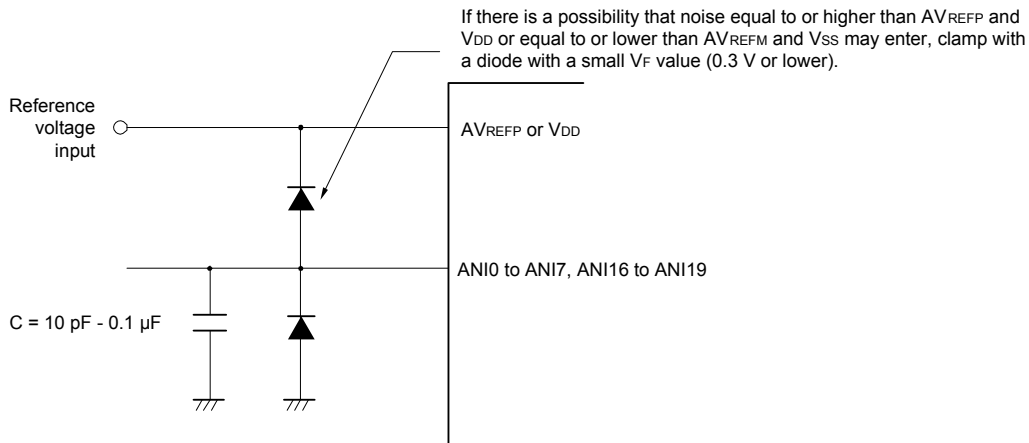 If there is a possibility that noise equal to or higher than AVREFP and
VDD or equal to or lower than AVREFM and VSS may enter, clamp with
a diode with a small VF value (0.3 V or lower).
Reference
voltage
input
AVREFP or VDD
ANI0 to ANI7, ANI16 to ANI19
C = 10 pF - 0.1 µF